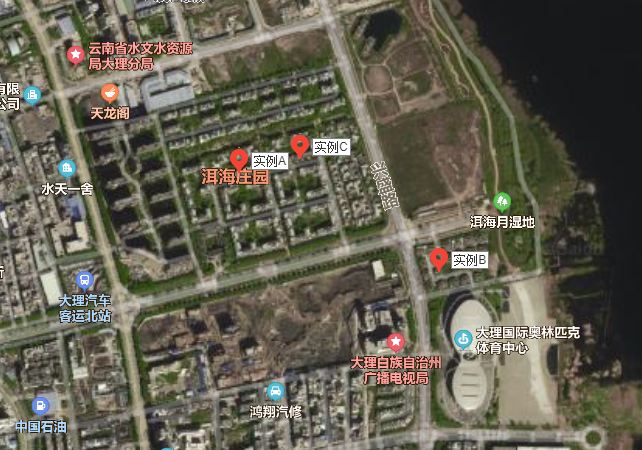 云南省水文水资源
局大理分局
有限
公司
天龙阁
实例C
实例A
洱海庄园
水天一舍
洱海月湿地
实例B
大理汽车
客运北站
大理国际奥林匹克
体育中心
大理白族自治州
广播电视局
鸿翔汽修
中国石油